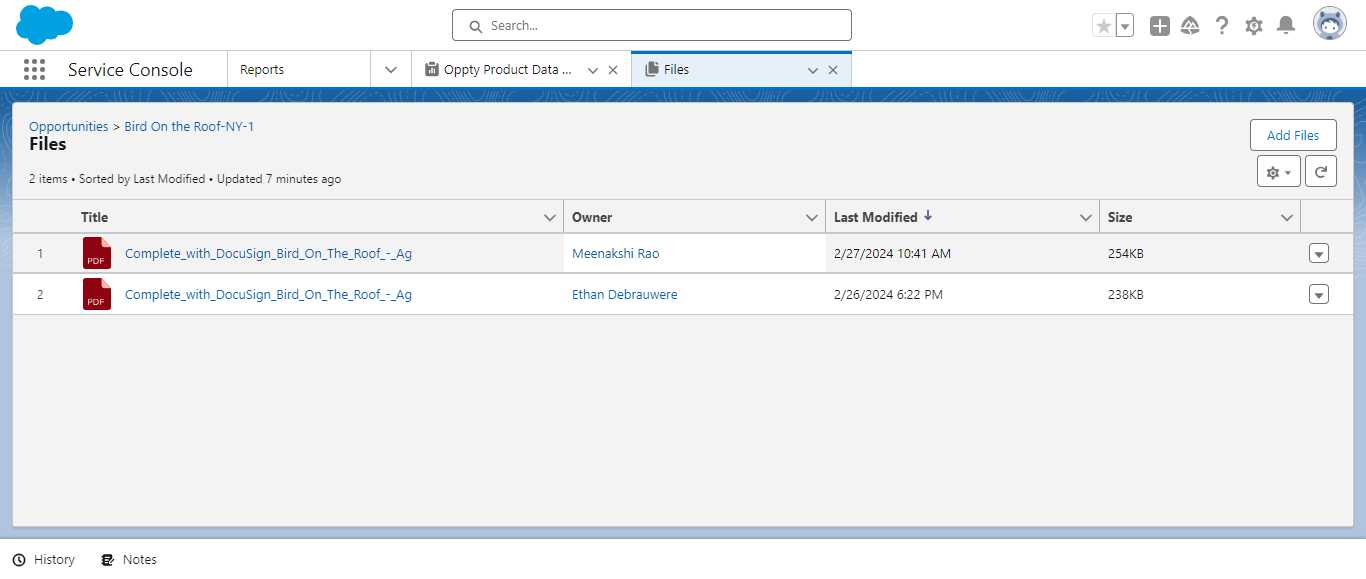 Search...
Service Console
Reports
Oppty Product Data ...
Files
Opportunities > Bird On the Roof-NY-1
Files
Add Files
2 items • Sorted by Last Modified • Updated 7 minutes ago
Title Owner Last Modified Size
1 PDF Complete_with_DocuSign_Bird_On_The_Roof_-_Ag Meenakshi Rao 2/27/2024 10:41 AM 254KB
2 PDF Complete_with_DocuSign_Bird_On_The_Roof_-_Ag Ethan Debrauwere 2/26/2024 6:22 PM 238KB
History Notes